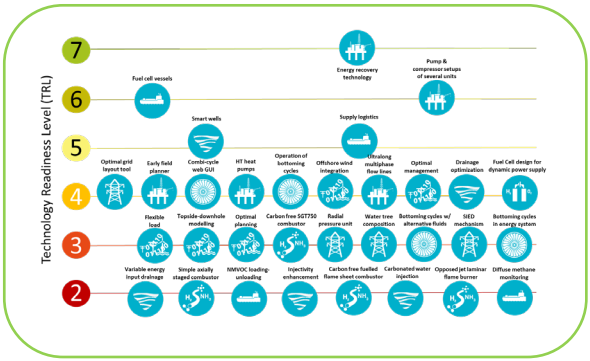 Technology Readiness Level (TRL)
7
Energy recovery
technology
Pump &
compressor setups
of several units
6
Fuel cell vessels
5
Smart wells
Supply logistics
4
Optimal grid
layout tool
Early field
planner
Combi-cycle
web GUI
HT heat
pumps
Operation of
bottoming
cycles
Offshore wind
integration
Ultralong
multiphase
flow lines
Optimal
management
Drainage
optimization
Fuel Cell design for
dynamic power supply
3
Flexible
load
Topside-downhole
modelling
Optimal
planning
Carbon free SGT750
combustor
Radial
pressure unit
Water tree
composition
Bottoming cycles w/
alternative fluids
SIED
mechanism
Bottoming cycles
in energy system
2
Variable energy
input drainage
Simple axially
staged combustor
NMVOC loading-
unloading
Injectivity
enhancement
Carbon free fuelled
flame sheet combustor
Carbonated water
injection
Opposed jet laminar
flame burner
Diffuse methane
monitoring